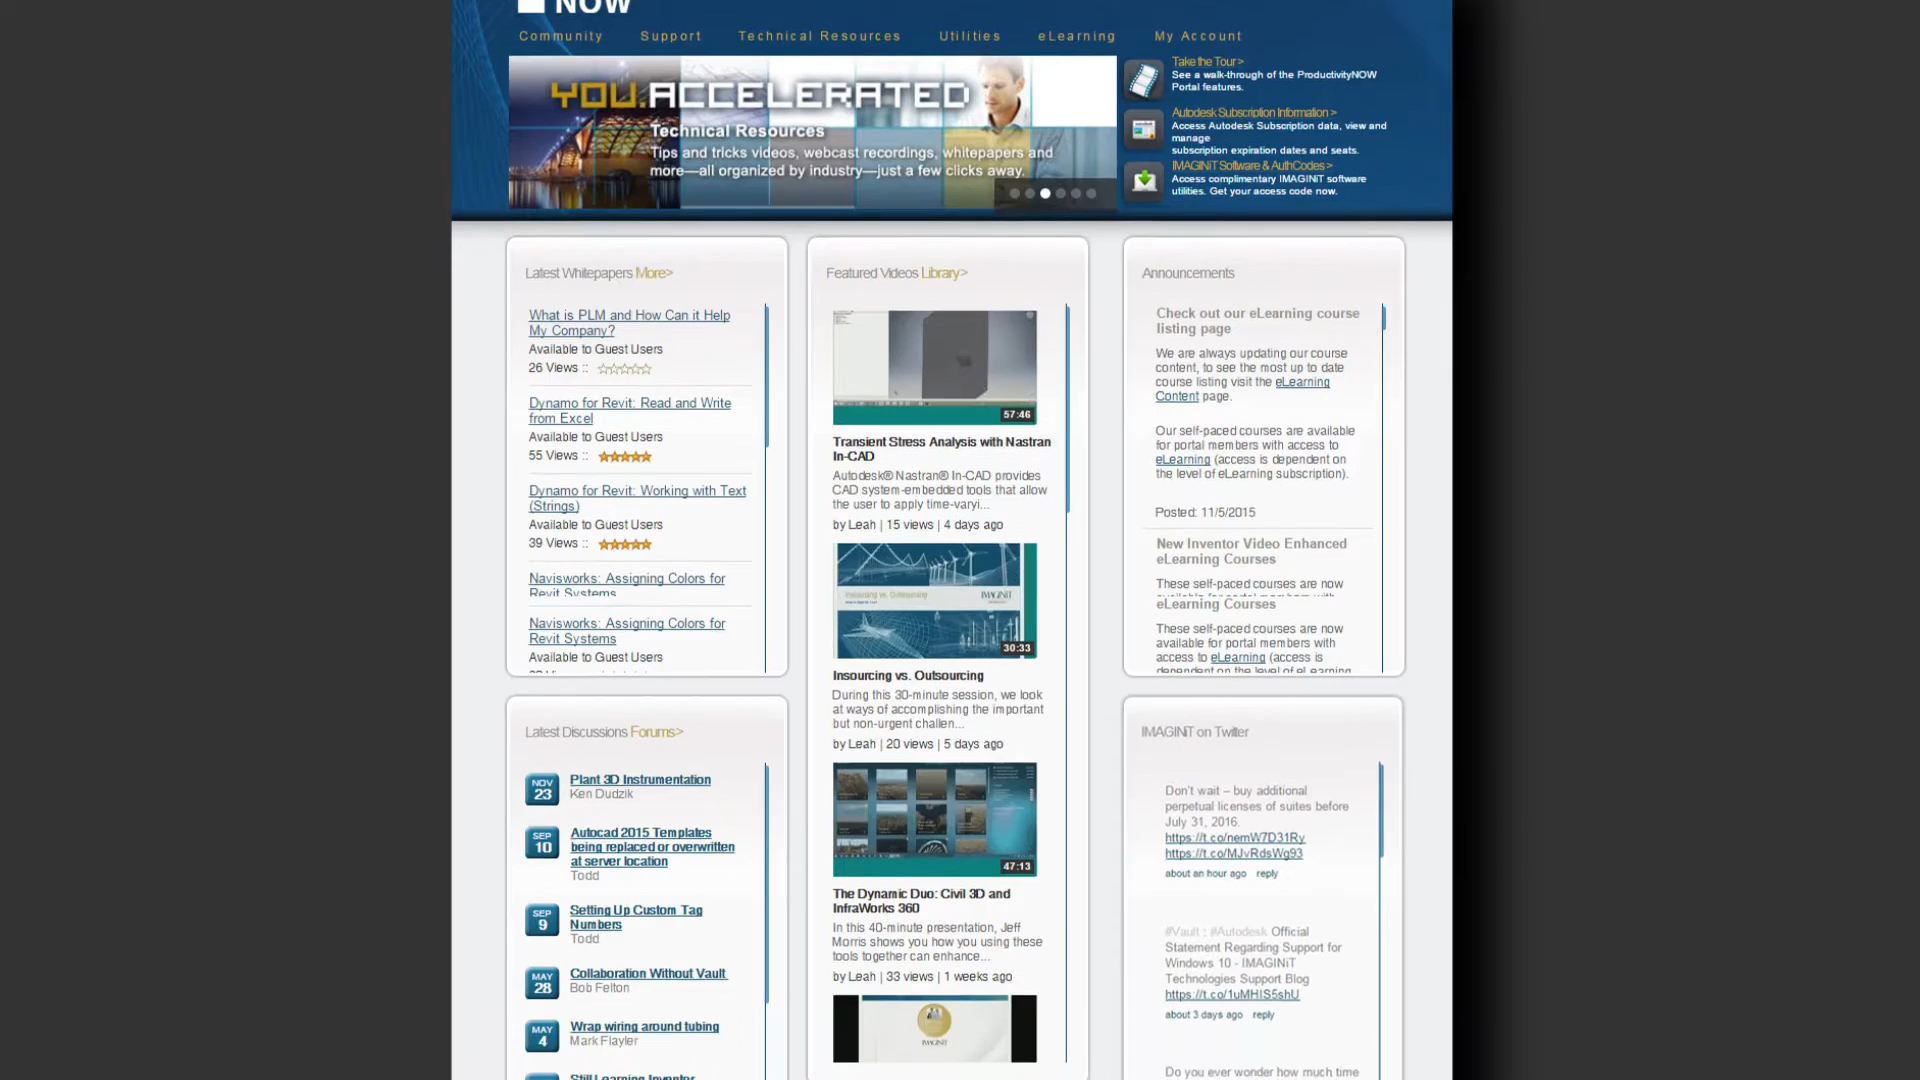 NOW
Community Support Technical Resources Utilities eLearning My Account
YOU.ACCELERATED
Technical Resources
Tips and tricks videos, webcast recordings, whitepapers and
more—all organized by industry—just a few clicks away.
Take the Tour >
See a walk-through of the ProductivityNOW
Portal features.
Autodesk Subscription Information >
Access Autodesk Subscription data, view and
manage
subscription expiration dates and seats.
IMAGINiT Software & AuthCodes >
Access complimentary IMAGINiT software
utilities. Get your access code now.
Latest Whitepapers More>
What is PLM and How Can it Help
My Company?
Available to Guest Users
26 Views ::
Dynamo for Revit: Read and Write
from Excel
Available to Guest Users
55 Views ::
Dynamo for Revit: Working with Text
(Strings)
Available to Guest Users
39 Views ::
Navisworks: Assigning Colors for
Revit Systems
Navisworks: Assigning Colors for
Revit Systems
Available to Guest Users
Latest Discussions Forums>
NOV
23
Plant 3D Instrumentation
Ken Dudzik
SEP
10
Autocad 2015 Templates
being replaced or overwritten
at server location
Todd
SEP
9
Setting Up Custom Tag
Numbers
Todd
MAY
28
Collaboration Without Vault
Bob Felton
MAY
4
Wrap wiring around tubing
Mark Flayler
Still Learning Inventor
Featured Videos Library>
57:46
Transient Stress Analysis with Nastran
In-CAD
Autodesk® Nastran® In-CAD provides
CAD system-embedded tools that allow
the user to apply time-varyi...
by Leah | 15 views | 4 days ago
Insourcing vs. Outsourcing
IMAGINiT
30:33
Insourcing vs. Outsourcing
During this 30-minute session, we look
at ways of accomplishing the important
but non-urgent challen...
by Leah | 20 views | 5 days ago
47:13
The Dynamic Duo: Civil 3D and
InfraWorks 360
In this 40-minute presentation, Jeff
Morris shows you how you using these
tools together can enhance...
by Leah | 33 views | 1 weeks ago
IMAGINiT
Announcements
Check out our eLearning course
listing page
We are always updating our course
content, to see the most up to date
course listing visit the eLearning
Content page.
Our self-paced courses are available
for portal members with access to
eLearning (access is dependent on
the level of eLearning subscription).
Posted: 11/5/2015
New Inventor Video Enhanced
eLearning Courses
These self-paced courses are now
available for portal members with
eLearning Courses
These self-paced courses are now
available for portal members with
access to eLearning (access is
dependent on the level of eLearning
IMAGINiT on Twitter
Don't wait – buy additional
perpetual licenses of suites before
July 31, 2016.
https://t.co/nemW7D31Ry
https://t.co/MJvRdsWg93
about an hour ago reply
#Vault ; #Autodesk Official
Statement Regarding Support for
Windows 10 - IMAGINiT
Technologies Support Blog
https://t.co/1uMHIS5shU
about 3 days ago reply
Do you ever wonder how much time